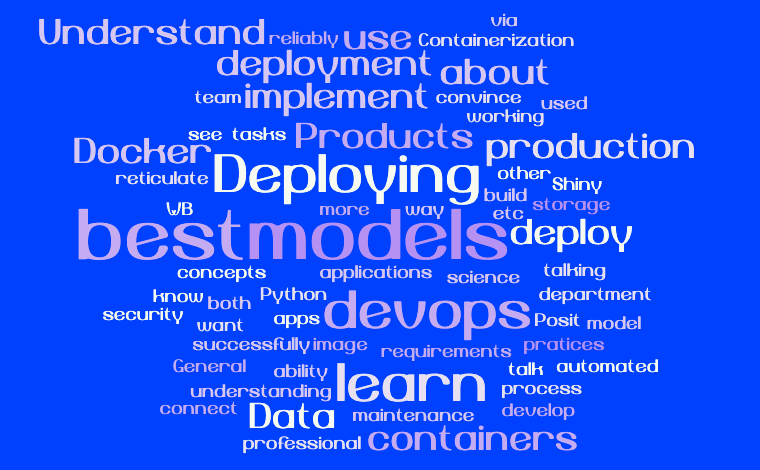 via
Understand reliably use Containerization
deployment about
team implement convince used
working
see tasks Products
Docker production
reticulate Deploying other Shiny
build
WB more way etc storage
best models deploy
concepts applications science talking
know both Python devops department
security want apps Posit model
successfully image requirements pratices
General ability learn talk automated
understanding process
connect Data maintenance develop
professional containers